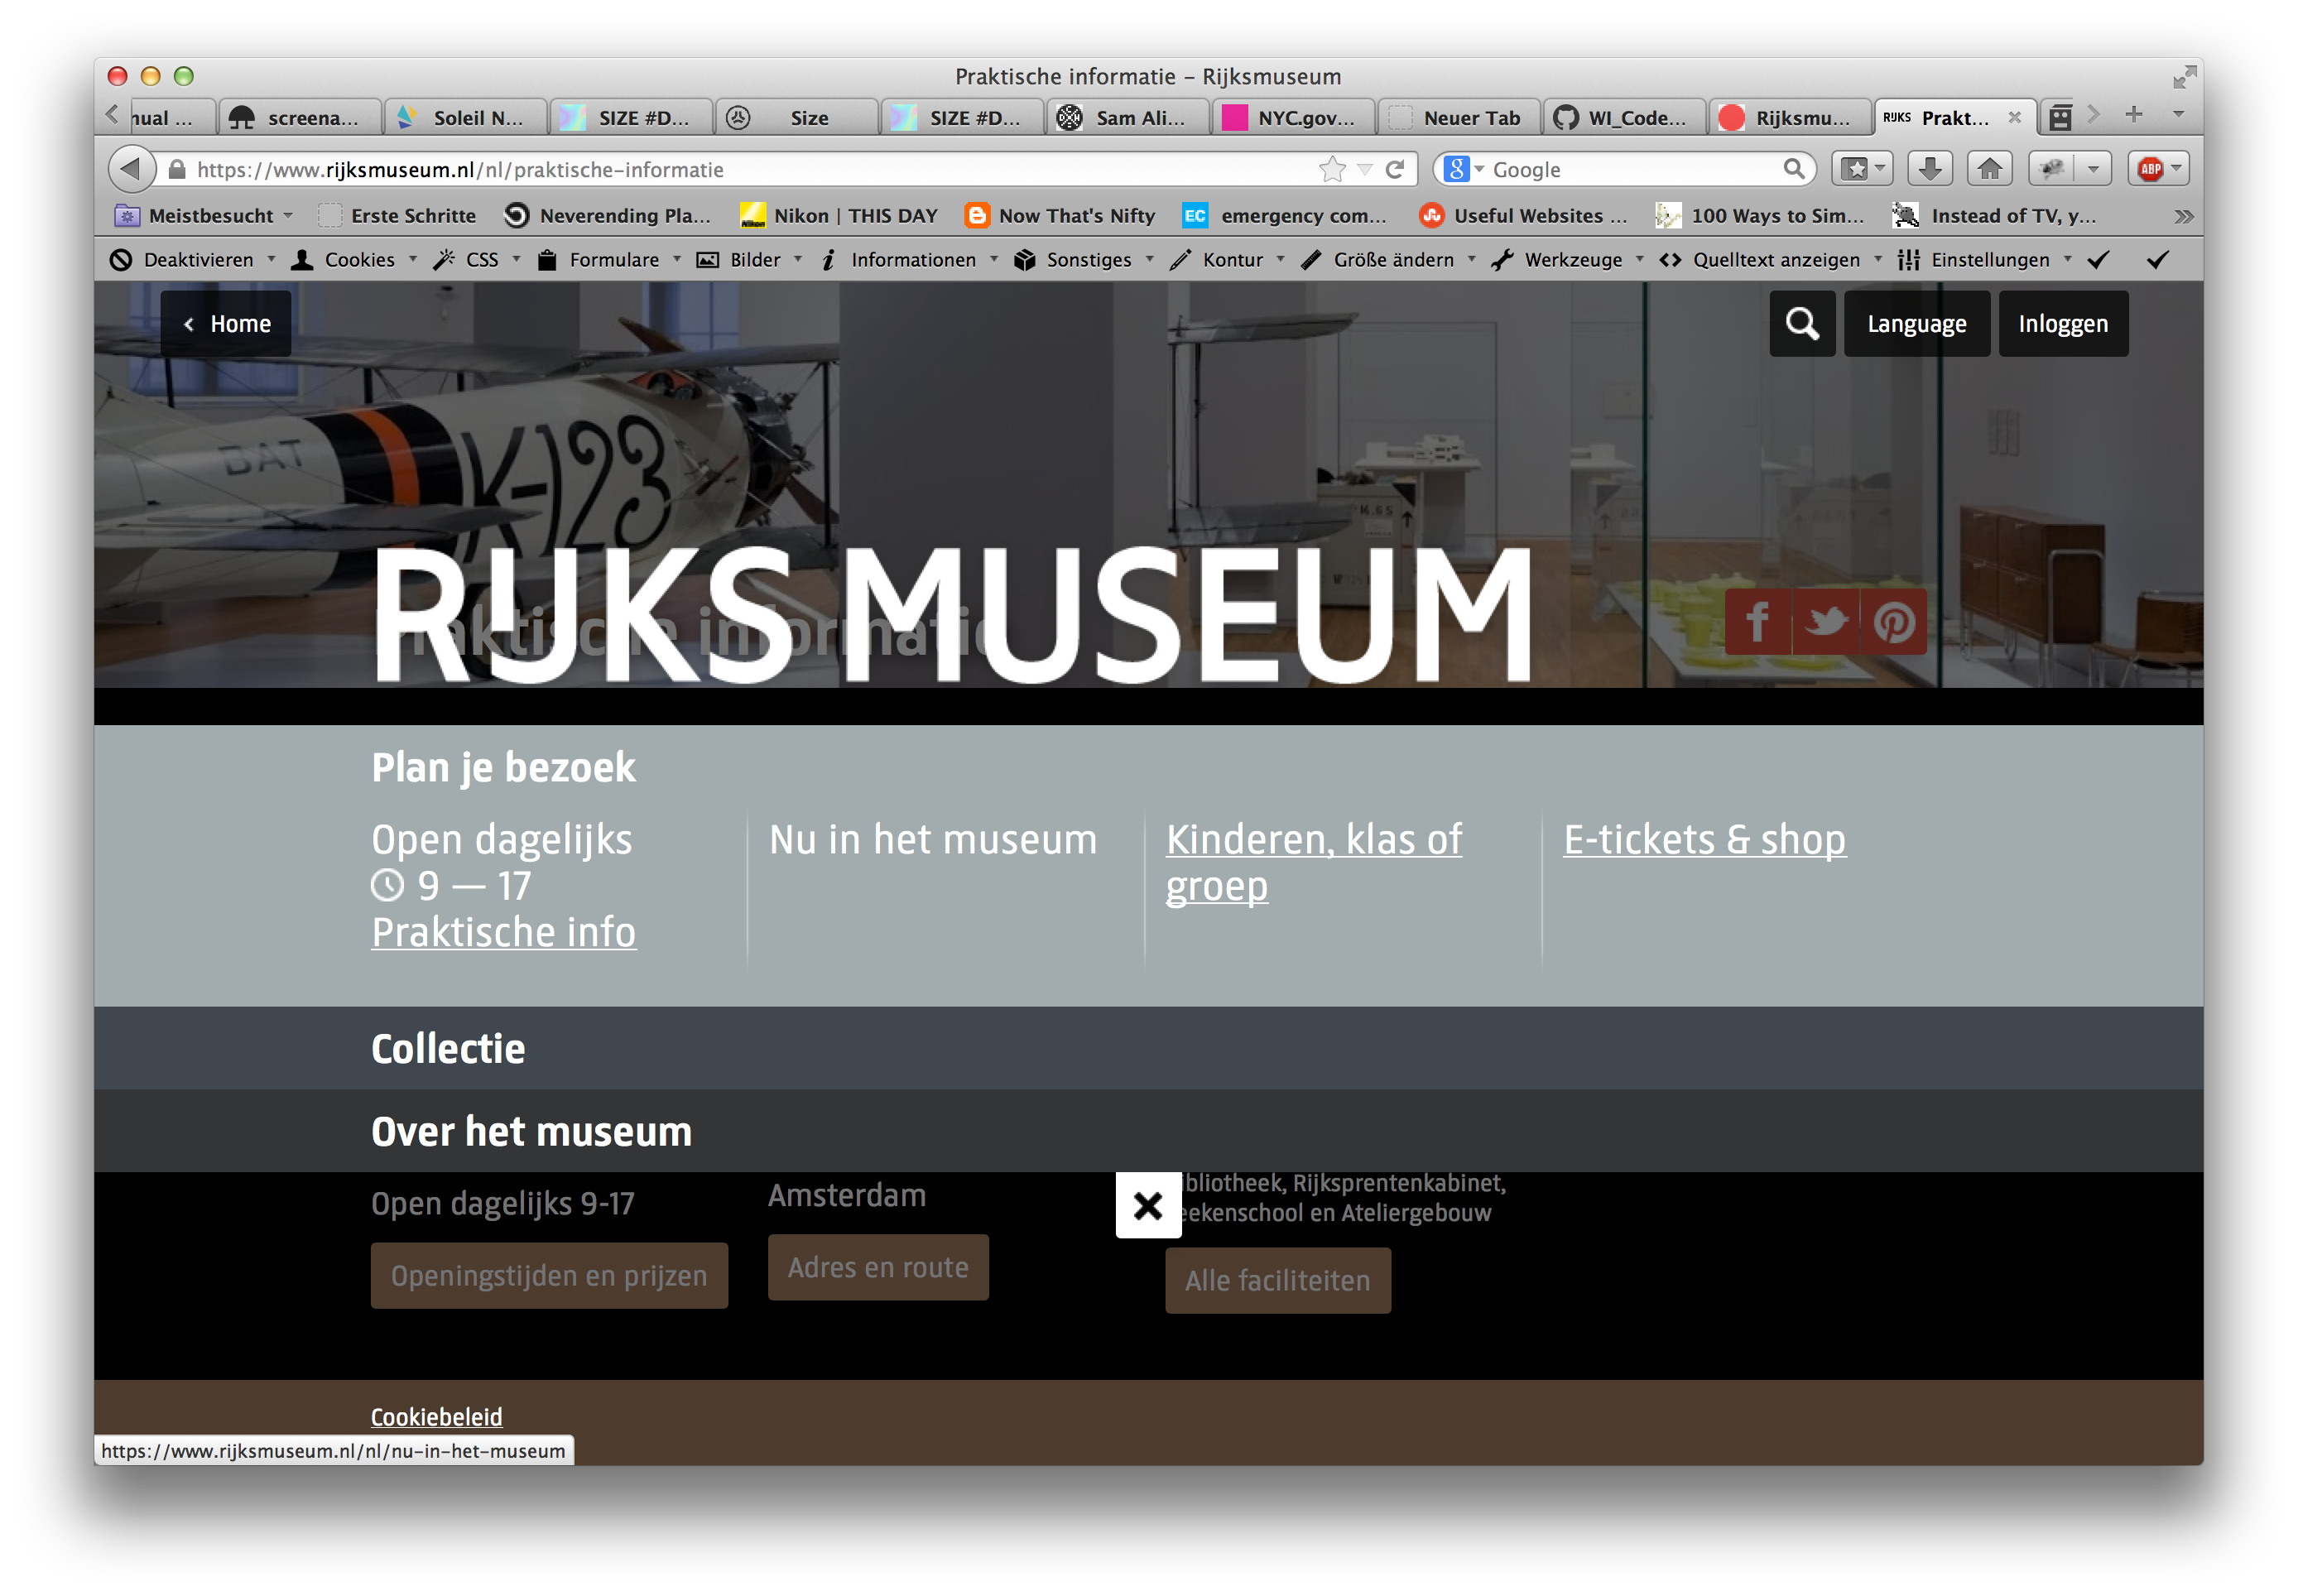 Praktische informatie – Rijksmuseum
nual ...
screena...
Soleil N...
SIZE #D...
Size
SIZE #D...
Sam Ali...
NYC.gov...
Neuer Tab
WI_Code...
Rijksmu...
RIJKS Prakt...
https://www.rijksmuseum.nl/nl/praktische-informatie
Google
ABP
Meistbesucht
Erste Schritte
Neverending Pla...
Nikon | THIS DAY
Now That's Nifty
EC emergency com...
Useful Websites ...
100 Ways to Sim...
Instead of TV, y...
Deaktivieren
Cookies
CSS
Formulare
Bilder
Informationen
Sonstiges
Kontur
Größe ändern
Werkzeuge
Quelltext anzeigen
Einstellungen
Home
Language
Inloggen
BAT
K-123
RIJKS MUSEUM
Praktische informatie
Plan je bezoek
Open dagelijks
9 — 17
Praktische info
Nu in het museum
Kinderen, klas of
groep
E-tickets & shop
Collectie
Over het museum
Open dagelijks 9-17
Openingstijden en prijzen
Amsterdam
Adres en route
bliotheek, Rijksprentenkabinet,
eekenschool en Ateliergebouw
Alle faciliteiten
Cookiebeleid
https://www.rijksmuseum.nl/nl/nu-in-het-museum